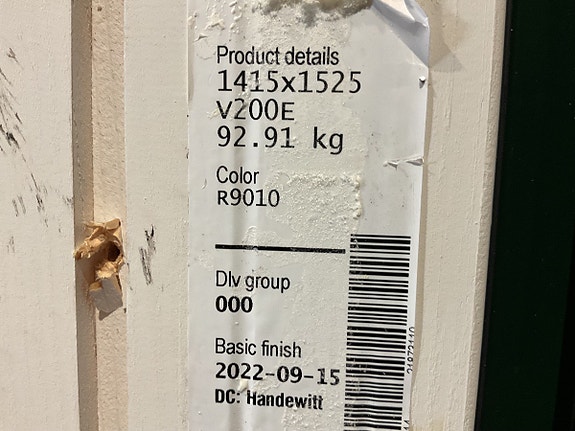 Product details
1415x1525
V200E
92.91 kg
Color
R9010
Dlv group
000
Basic finish
2022-09-15
DC: Handewitt